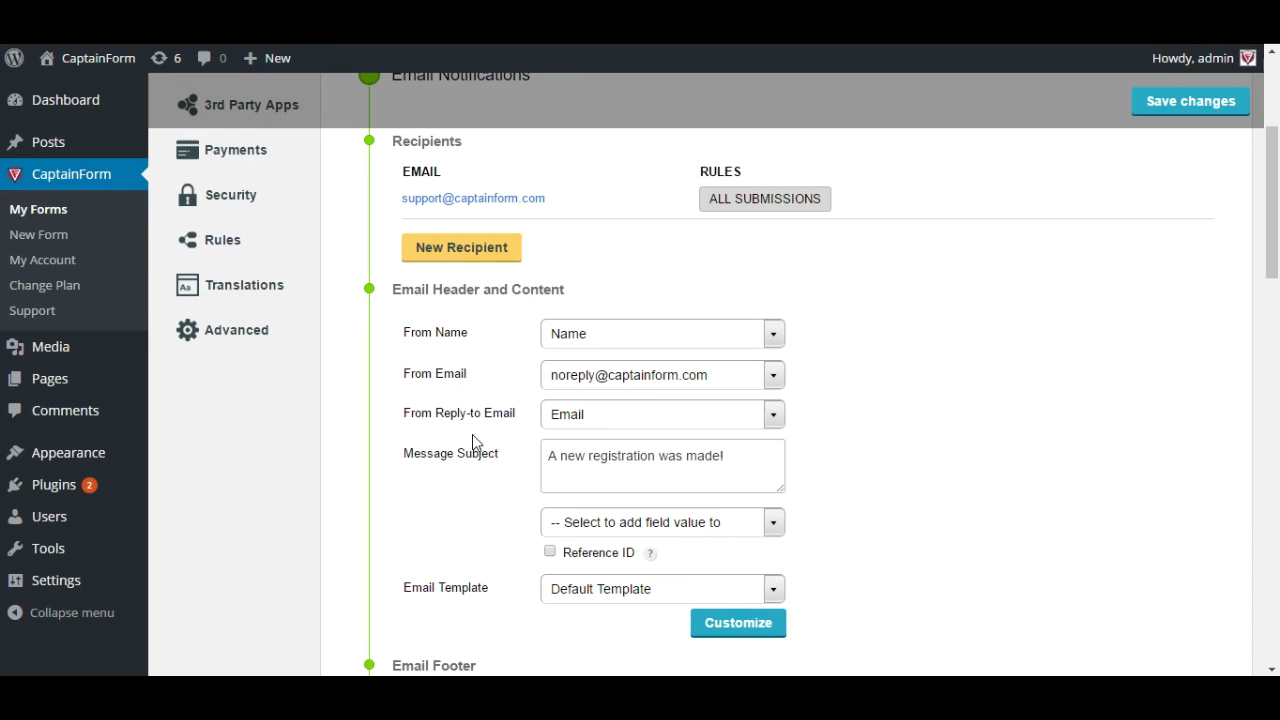 CaptainForm 6 0 New Howdy, admin
Dashboard
Posts
CaptainForm
My Forms
New Form
My Account
Change Plan
Support
Media
Pages
Comments
Appearance
Plugins 2
Users
Tools
Settings
Collapse menu
3rd Party Apps
Payments
Security
Rules
Aa Translations
Advanced
Email Notifications
Save changes
Recipients
EMAIL RULES
support@captainform.com ALL SUBMISSIONS
New Recipient
Email Header and Content
From Name Name
From Email noreply@captainform.com
From Reply-to Email Email
Message Subject A new registration was made!
-- Select to add field value to
Reference ID ?
Email Template Default Template
Customize
Email Footer